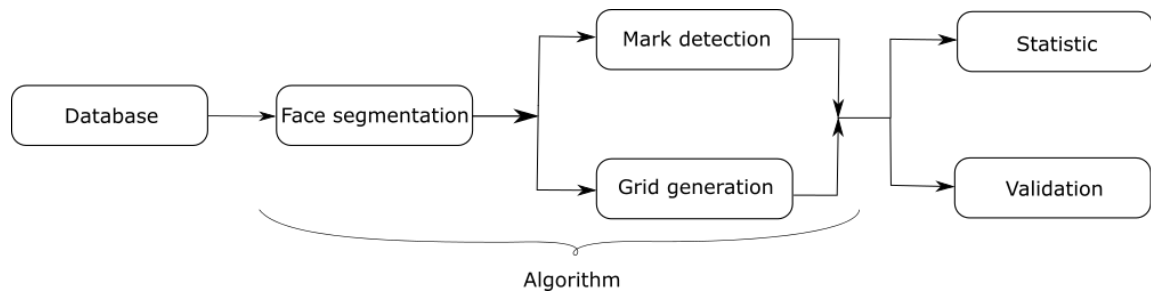 Database
Face segmentation
Mark detection
Grid generation
Statistic
Validation
Algorithm